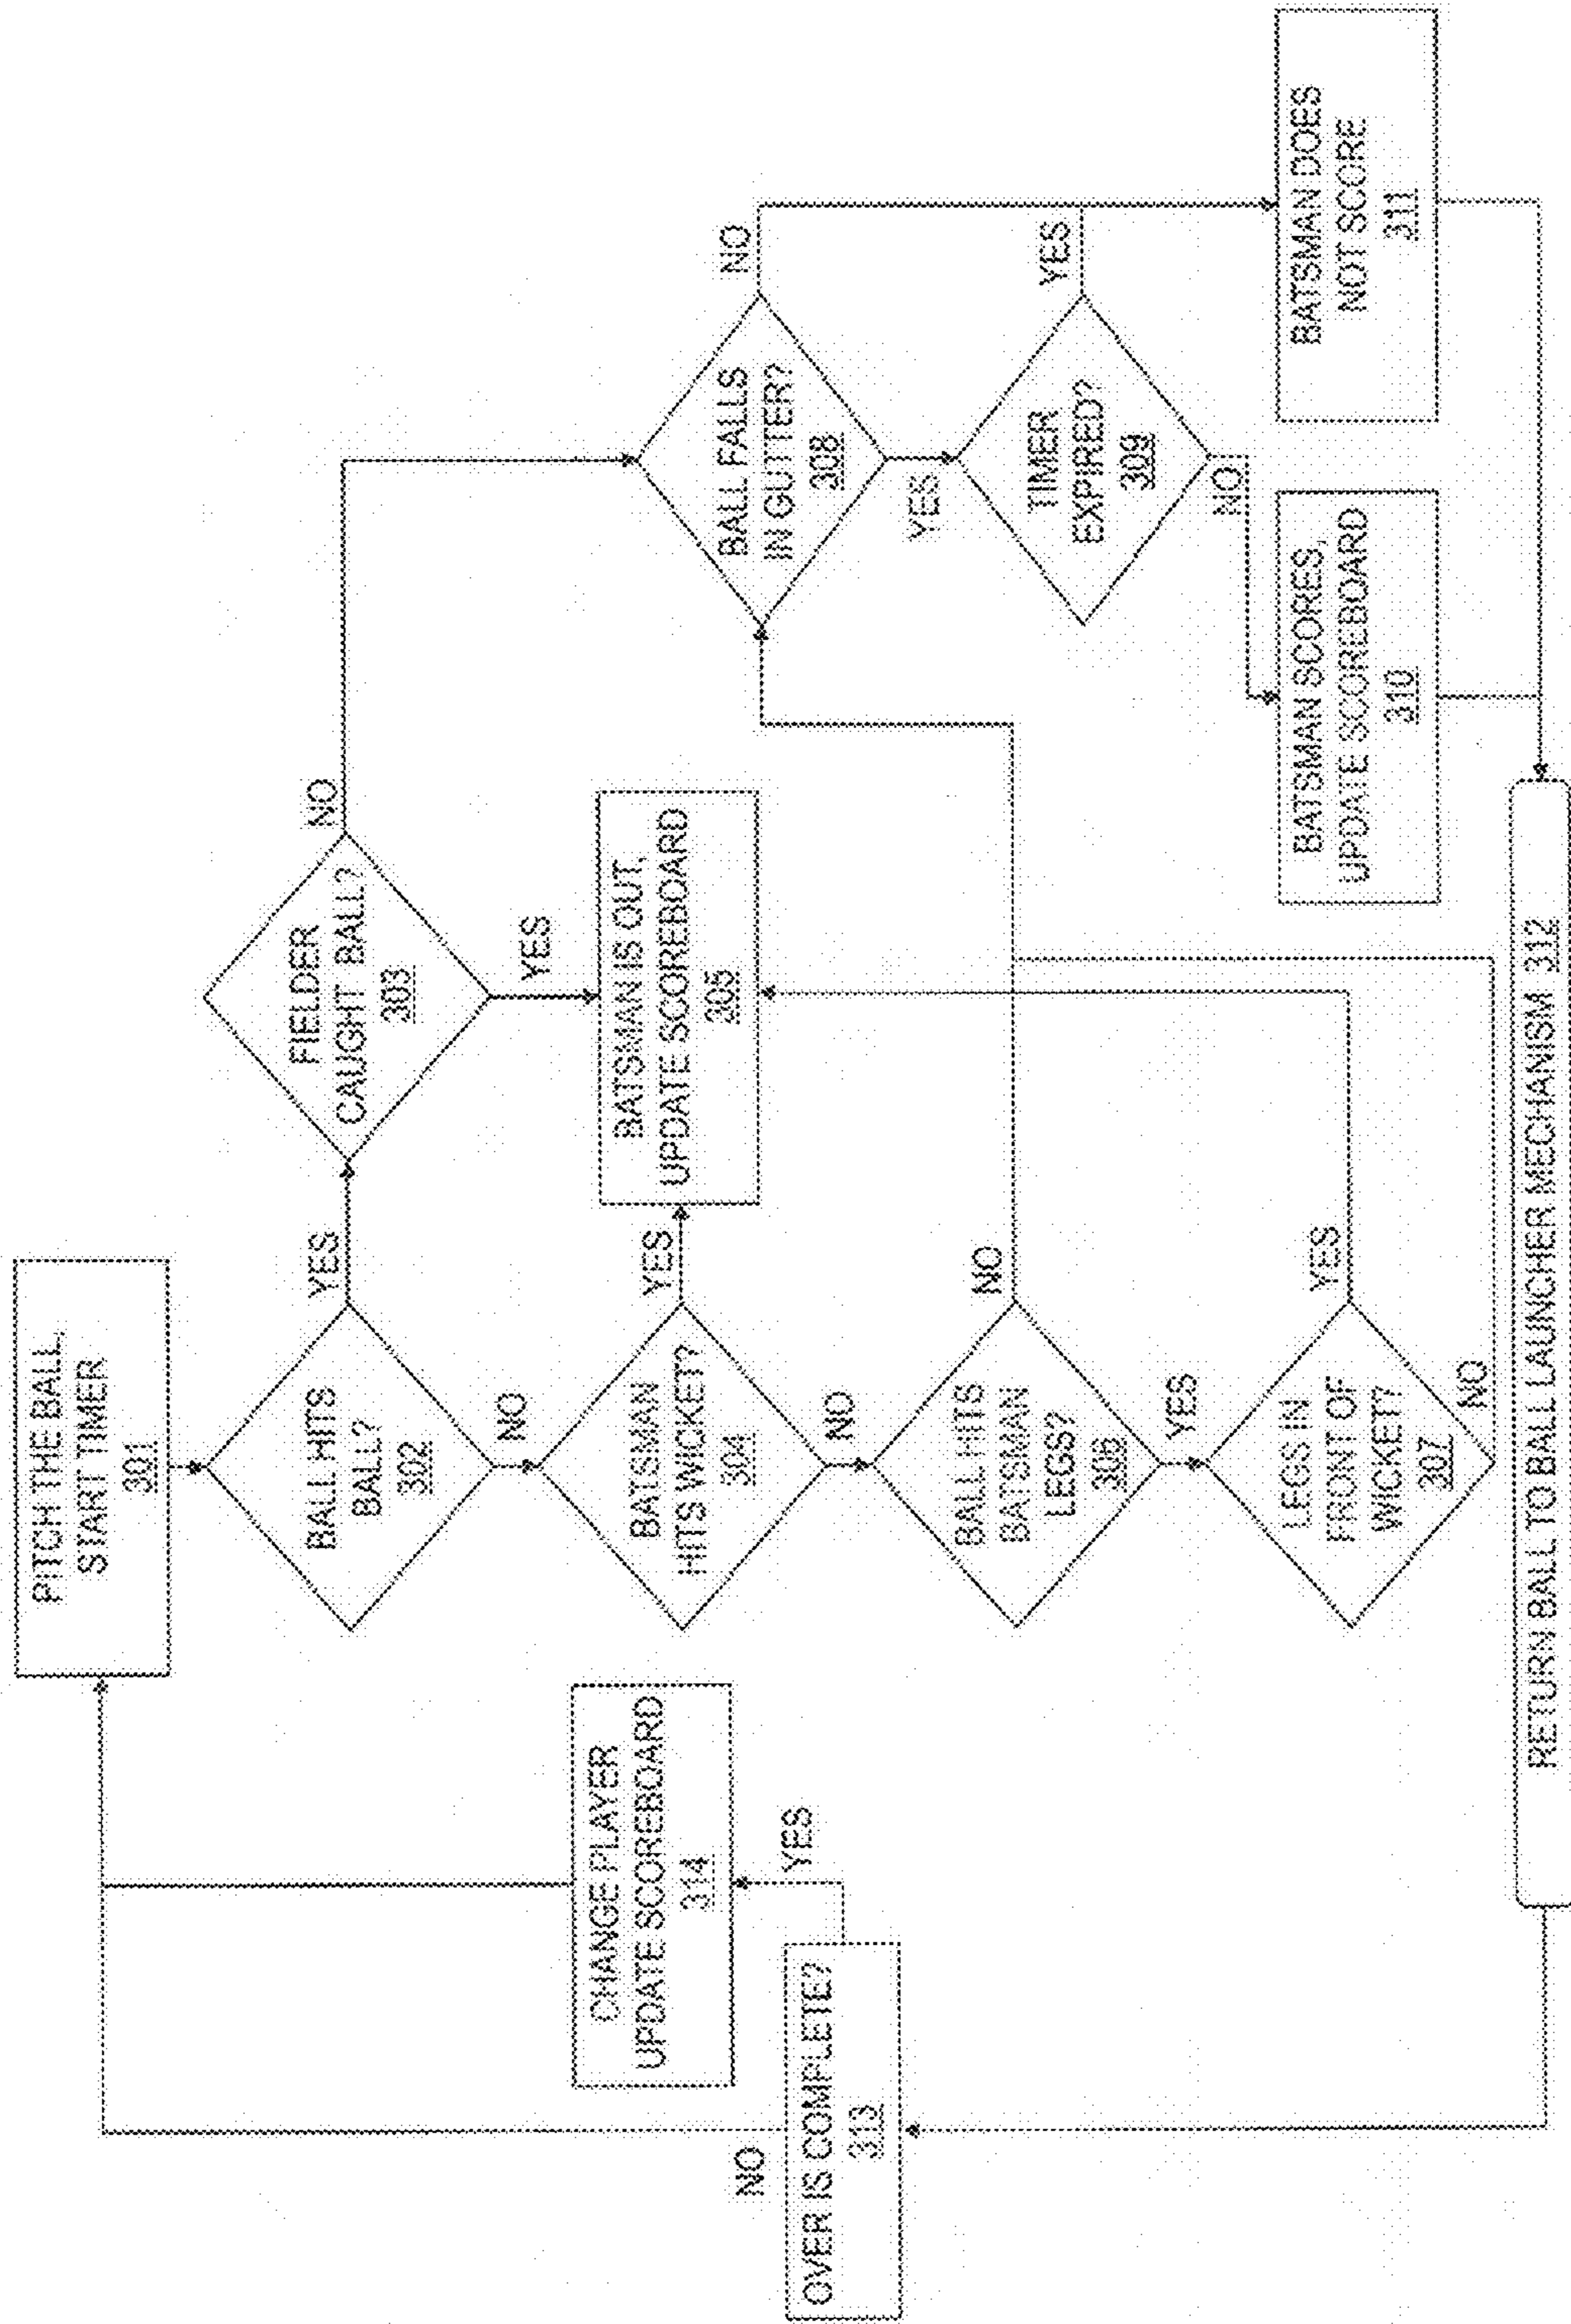 PITCH THE BALL,
START TIMER
301
BALL HITS
BALL?
302
YES
NO
FIELDER
CAUGHT BALL?
303
NO
YES
BATSMAN
HITS WICKET?
304
YES
NO
BATSMAN IS OUT,
UPDATE SCOREBOARD
305
BALL HITS
BATSMAN
LEGS?
306
NO
YES
LEGS IN
FRONT OF
WICKET?
307
YES
NO
BALL FALLS
IN GUTTER?
308
NO
YES
TIMER
EXPIRED?
309
YES
NO
BATSMAN SCORES,
UPDATE SCOREBOARD
310
BATSMAN DOES
NOT SCORE
311
RETURN BALL TO BALL LAUNCHER MECHANISM 312
OVER IS COMPLETE?
313
NO
YES
CHANGE PLAYER
UPDATE SCOREBOARD
314